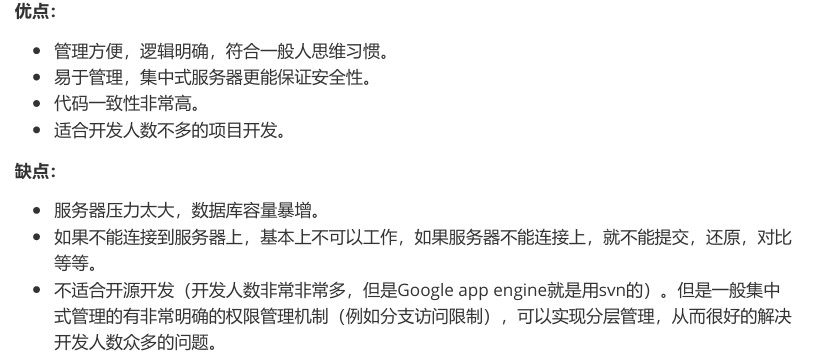 优点：
管理方便，逻辑明确，符合一般人思维习惯。
易于管理，集中式服务器更能保证安全性。
代码一致性非常高。
适合开发人数不多的项目开发。
缺点：
服务器压力太大，数据库容量暴增。
如果不能连接到服务器上，基本上不可以工作，如果服务器不能连接上，就不能提交，还原，对比
等等。
不适合开源开发（开发人数非常非常多，但是Google app engine就是用svn的）。但是一般集中
式管理的有非常明确的权限管理机制（例如分支访问限制），可以实现分层管理，从而很好的解决
开发人数众多的问题。